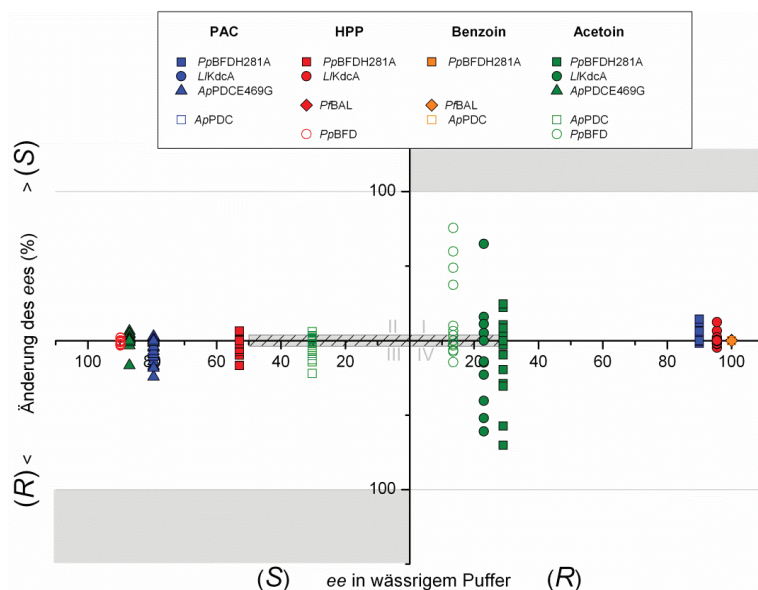 PAC HPP Benzoin Acetoin
PpBFDH281A PpBFDH281A PpBFDH281A PpBFDH281A
LlKdcA LlKdcA LlKdcA
ApPDCE469G ApPDCE469G
PfBAL PfBAL
ApPDC ApPDC ApPDC
PpBFD PpBFD
> (S)
Änderung des ees (%)
(R) <
100
II I
III IV
100 80 60 40 20 20 40 60 80 100
100
(S) ee in wässrigem Puffer (R)